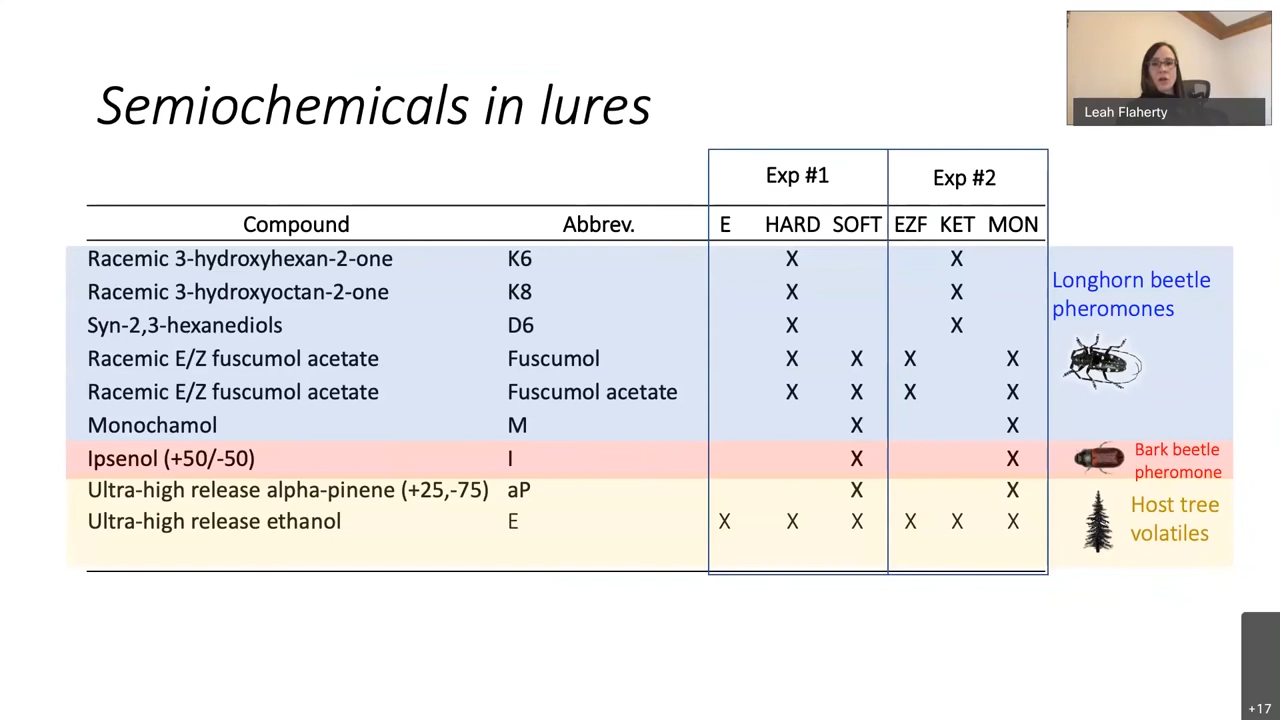 Semiochemicals in lures
Leah Flaherty
Exp #1 Exp #2
Compound Abbrev. E HARD SOFT EZF KET MON
Racemic 3-hydroxyhexan-2-one K6 X X
Racemic 3-hydroxyoctan-2-one K8 X X
Syn-2,3-hexanediols D6 X X
Racemic E/Z fuscumol acetate Fuscumol X X X X
Racemic E/Z fuscumol acetate Fuscumol acetate X X X X
Monochamol M X X
Ipsenol (+50/-50) I X X
Ultra-high release alpha-pinene (+25,-75) aP X X
Ultra-high release ethanol E X X X X X X
Longhorn beetle
pheromones
Bark beetle
pheromone
Host tree
volatiles
+17